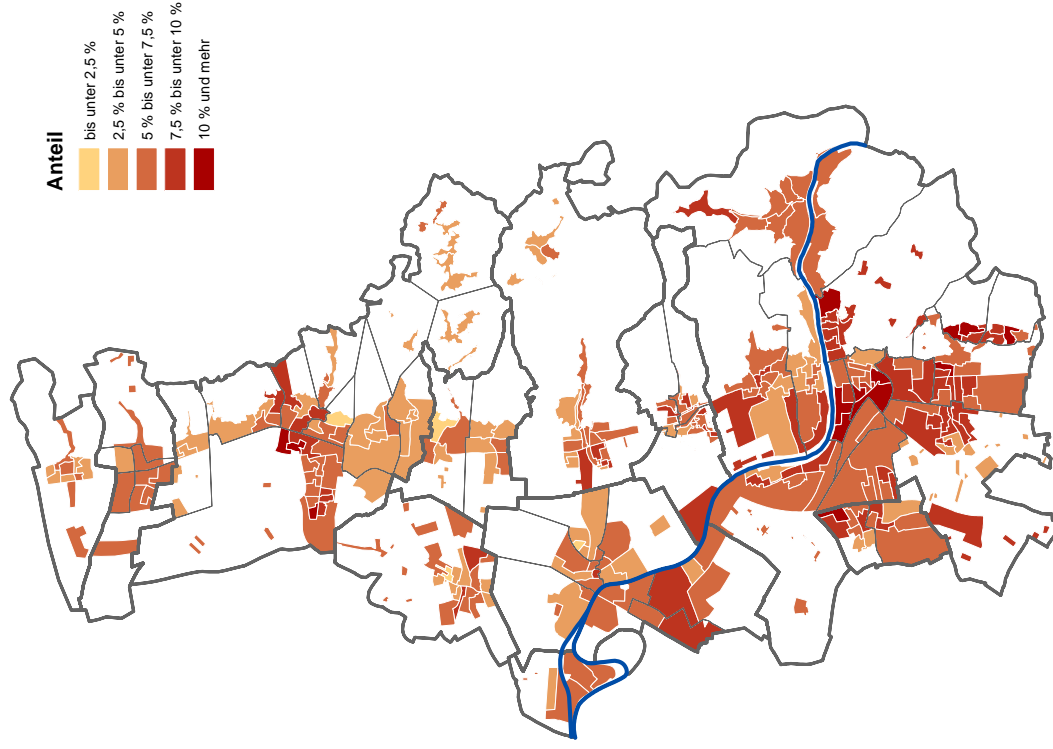 Anteil
bis unter 2,5 %
2,5 % bis unter 5 %
5 % bis unter 7,5 %
7,5 % bis unter 10 %
10 % und mehr